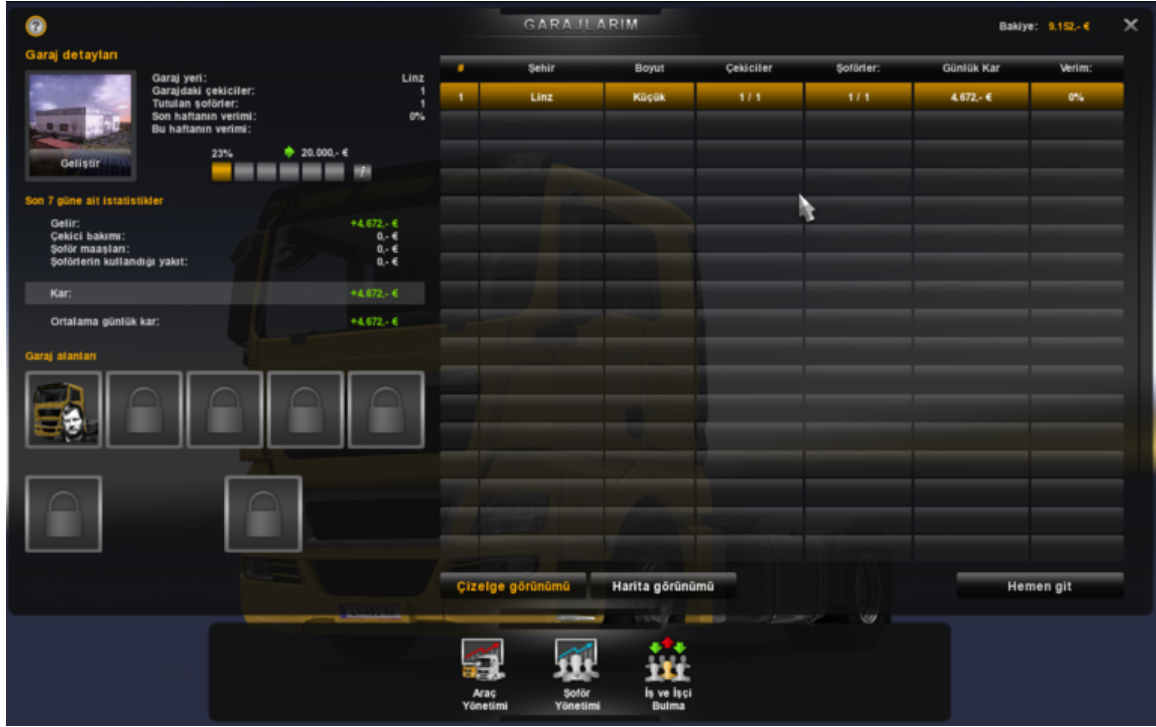 ?
GARAJLARIM
Bakiye: 9.152,- €
Garaj detayları
Garaj yeri: Linz
Garajdaki çekiciler: 1
Tutulan şoförler: 1
Son haftanın verimi: 0%
Bu haftanın verimi:
23% 20.000,- €
Geliştir
i
Son 7 güne ait istatistikler
Gelir: +4.672,- €
Çekici bakımı: 0,- €
Şoför maaşları: 0,- €
Şoförlerin kullandığı yakıt: 0,- €
Kar: +4.672,- €
Ortalama günlük kar: +4.672,- €
Garaj alanları
# Şehir Boyut Çekiciler Şoförler: Günlük Kar Verim:
1 Linz Küçük 1 / 1 1 / 1 4.672,- € 0%
Çizelge görünümü
Harita görünümü
Hemen git
Araç
Yönetimi
Şoför
Yönetimi
İş ve İşçi
Bulma